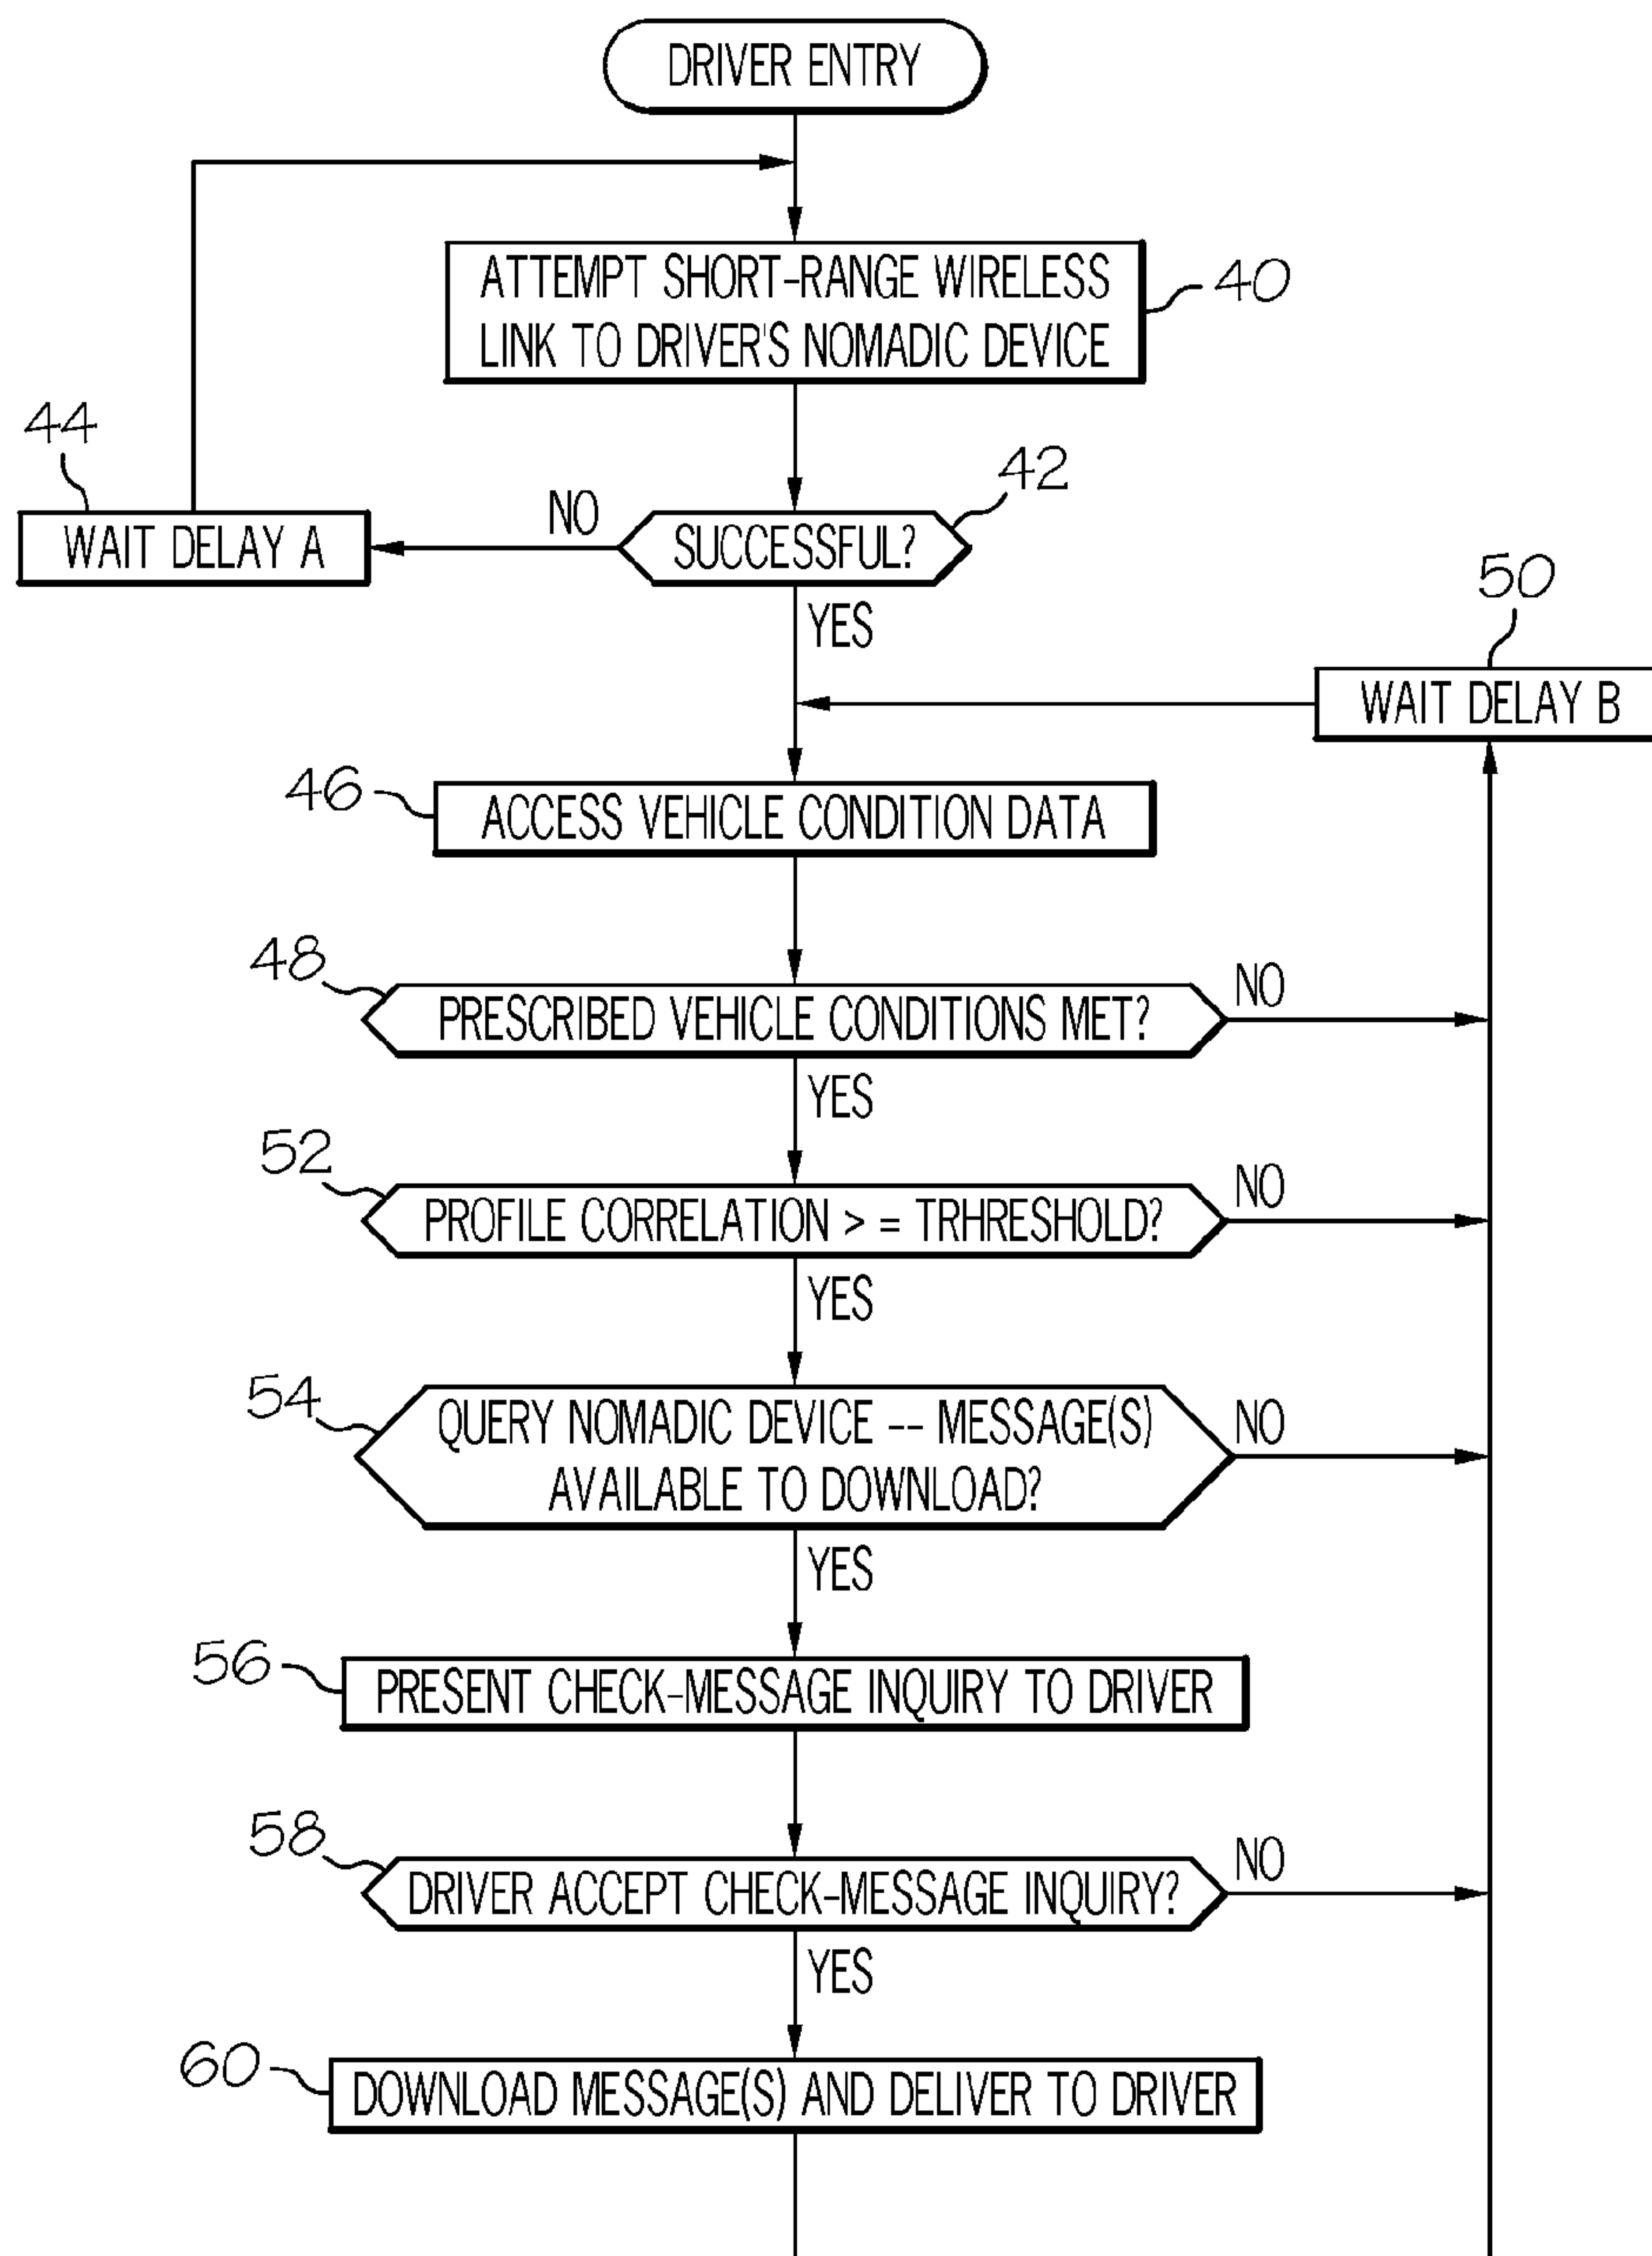 DRIVER ENTRY
ATTEMPT SHORT-RANGE WIRELESS
LINK TO DRIVER'S NOMADIC DEVICE
40
44
42
NO
WAIT DELAY A
SUCCESSFUL?
YES
50
WAIT DELAY B
46
ACCESS VEHICLE CONDITION DATA
48
PRESCRIBED VEHICLE CONDITIONS MET?
NO
YES
52
PROFILE CORRELATION > = TRHRESHOLD?
NO
YES
54
QUERY NOMADIC DEVICE -- MESSAGE(S)
AVAILABLE TO DOWNLOAD?
NO
YES
56
PRESENT CHECK-MESSAGE INQUIRY TO DRIVER
58
DRIVER ACCEPT CHECK-MESSAGE INQUIRY?
NO
YES
60
DOWNLOAD MESSAGE(S) AND DELIVER TO DRIVER